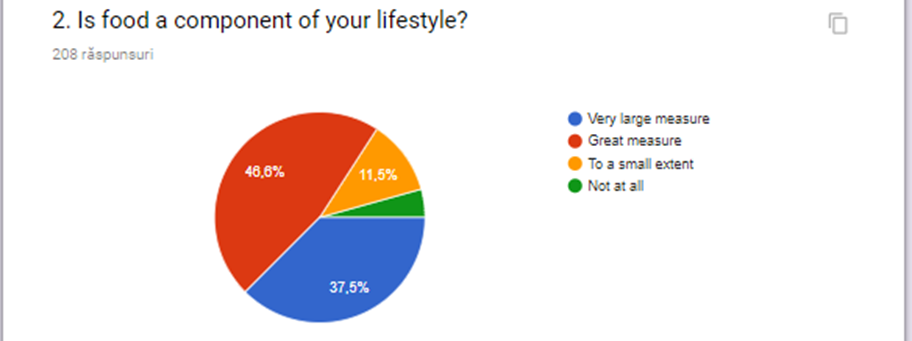 2. Is food a component of your lifestyle?
208 răspunsuri
Very large measure
Great measure
To a small extent
Not at all
46,6%
11,5%
37,5%